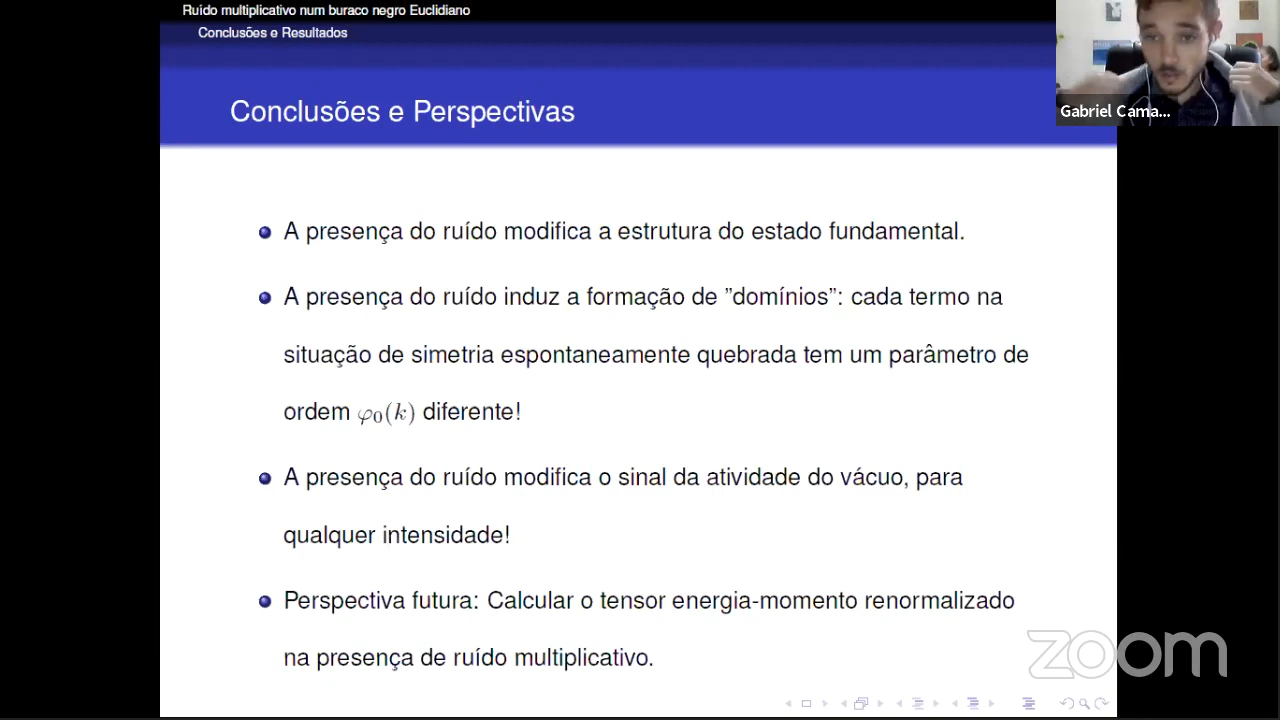 Ruído multiplicativo num buraco negro Euclidiano
Conclusões e Resultados
Conclusões e Perspectivas
Gabriel Cama...
A presença do ruído modifica a estrutura do estado fundamental.
A presença do ruído induz a formação de ”domínios”: cada termo na
situação de simetria espontaneamente quebrada tem um parâmetro de
ordem φ₀(k) diferente!
A presença do ruído modifica o sinal da atividade do vácuo, para
qualquer intensidade!
Perspectiva futura: Calcular o tensor energia-momento renormalizado
na presença de ruído multiplicativo.
zoom